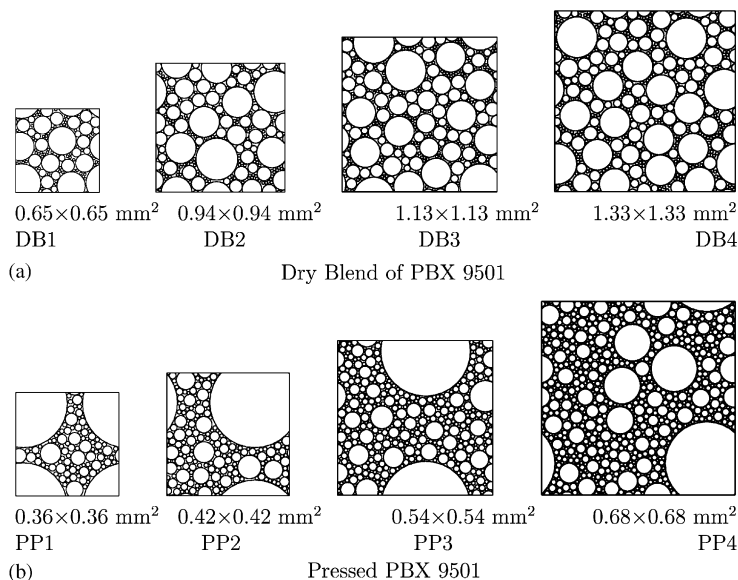 0.65×0.65 mm² 0.94×0.94 mm² 1.13×1.13 mm² 1.33×1.33 mm²
DB1 DB2 DB3 DB4
(a) Dry Blend of PBX 9501
0.36×0.36 mm² 0.42×0.42 mm² 0.54×0.54 mm² 0.68×0.68 mm²
PP1 PP2 PP3 PP4
(b) Pressed PBX 9501